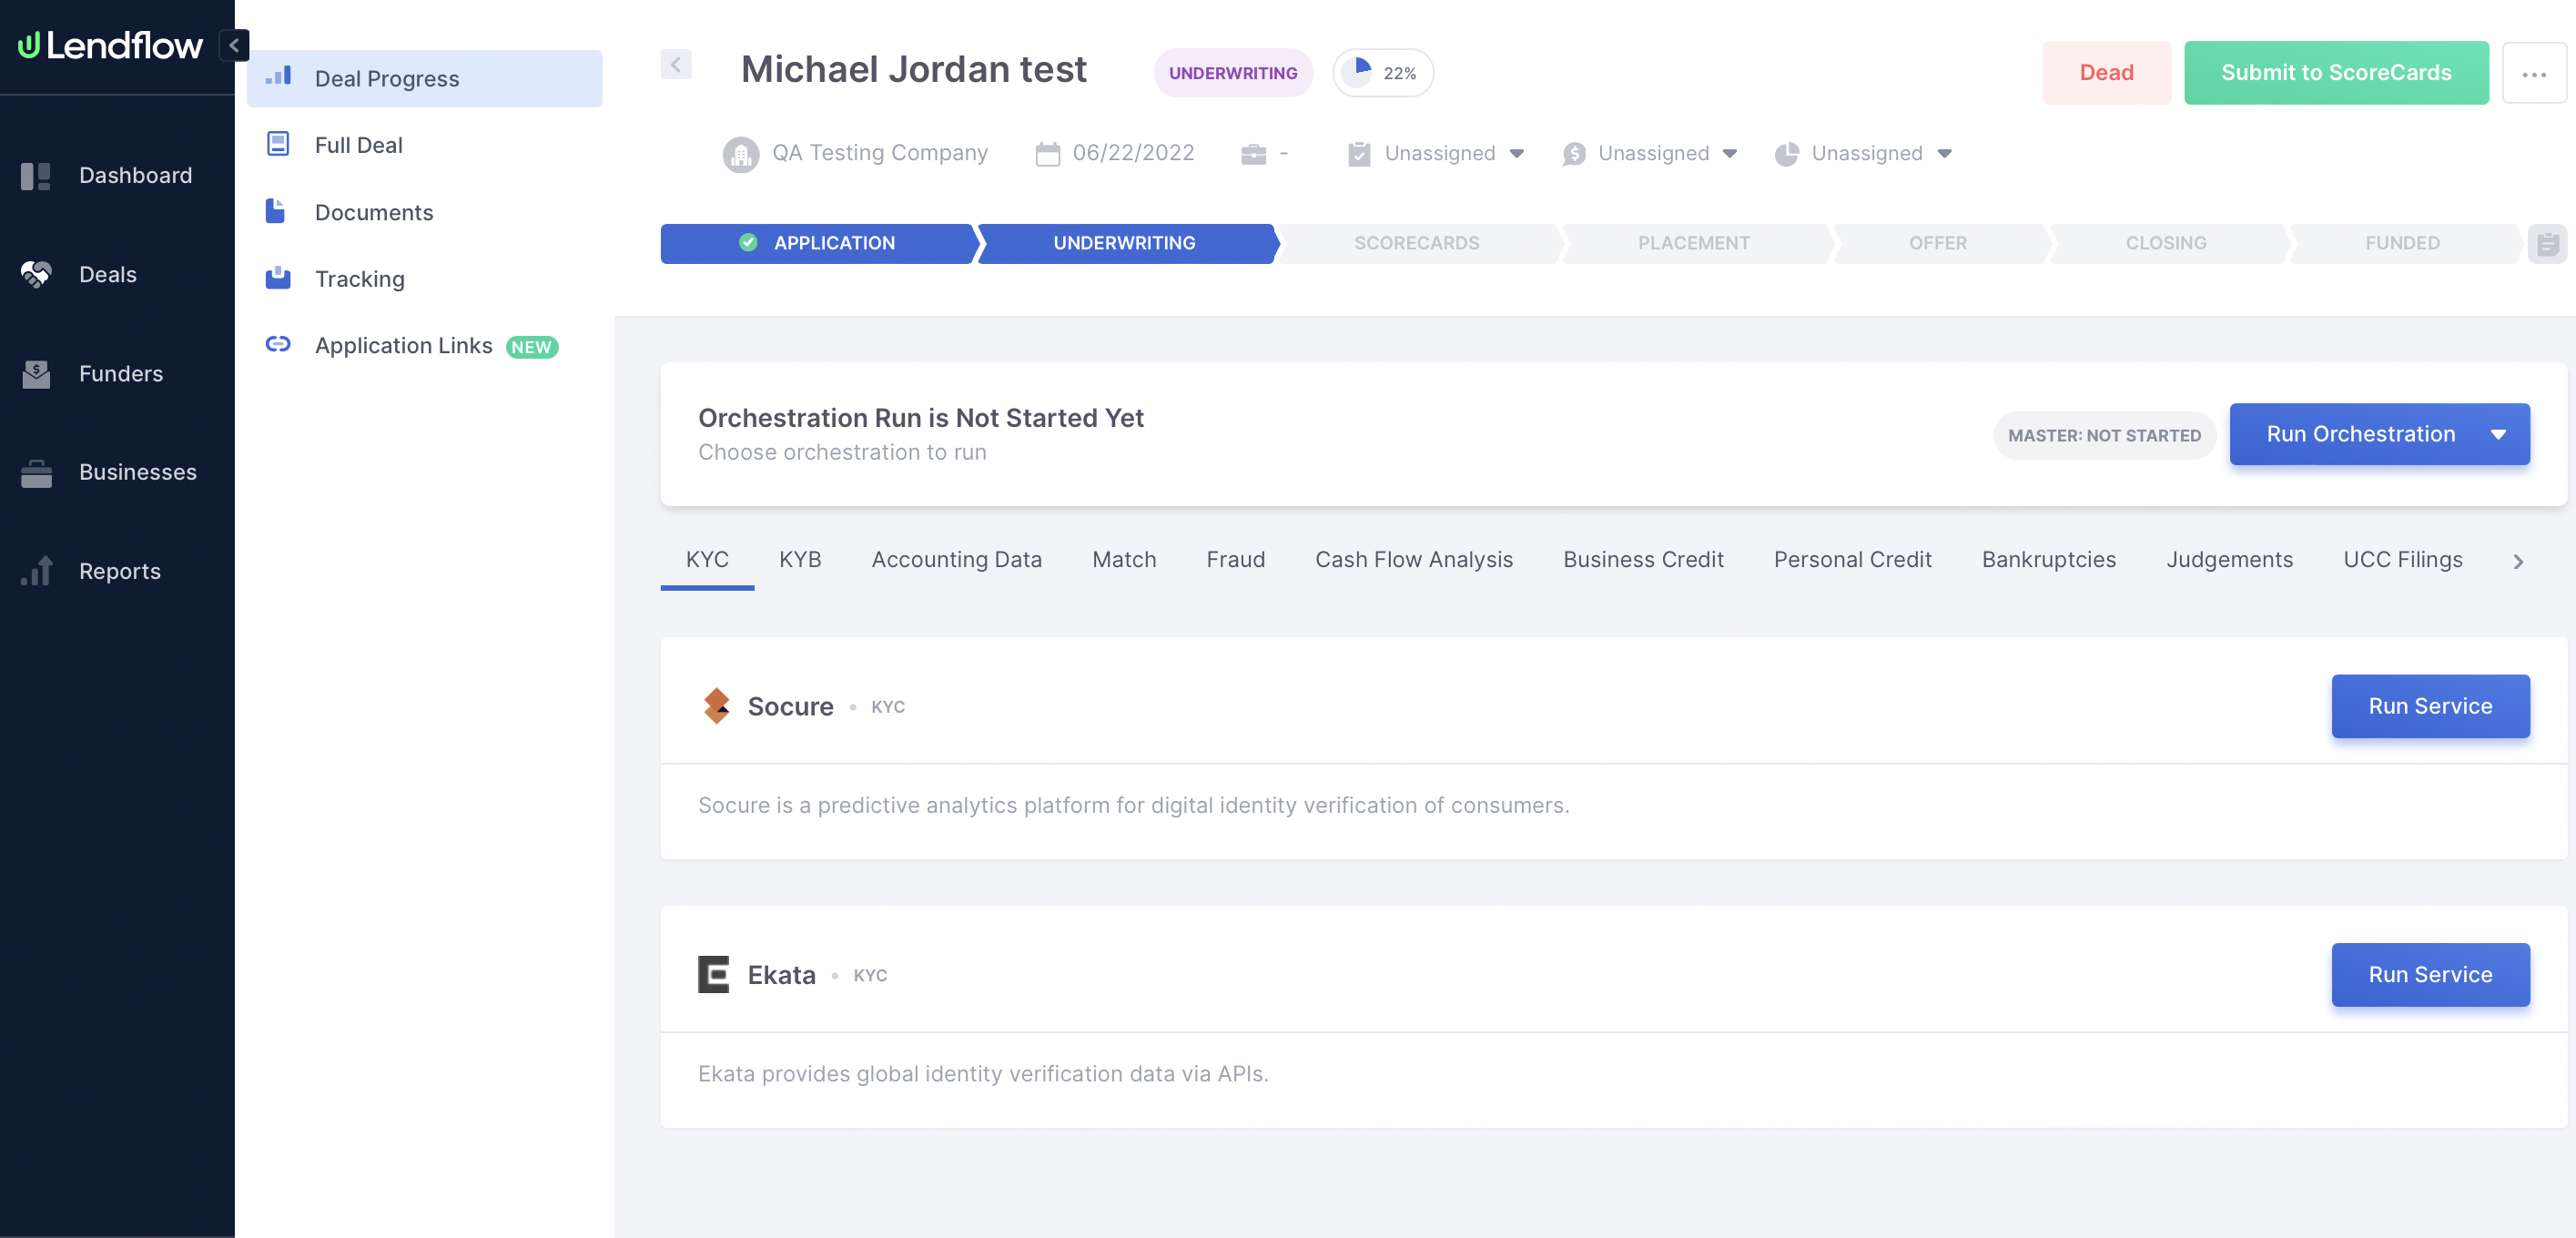 Lendflow
Dashboard
Deals
Funders
Businesses
Reports
Deal Progress
Full Deal
Documents
Tracking
Application Links NEW
Michael Jordan test UNDERWRITING 22% Dead Submit to ScoreCards ...
QA Testing Company 06/22/2022 - Unassigned Unassigned Unassigned
APPLICATION UNDERWRITING SCORECARDS PLACEMENT OFFER CLOSING FUNDED
Orchestration Run is Not Started Yet
Choose orchestration to run
MASTER: NOT STARTED Run Orchestration
KYC KYB Accounting Data Match Fraud Cash Flow Analysis Business Credit Personal Credit Bankruptcies Judgements UCC Filings
Socure • KYC Run Service
Socure is a predictive analytics platform for digital identity verification of consumers.
Ekata • KYC Run Service
Ekata provides global identity verification data via APIs.